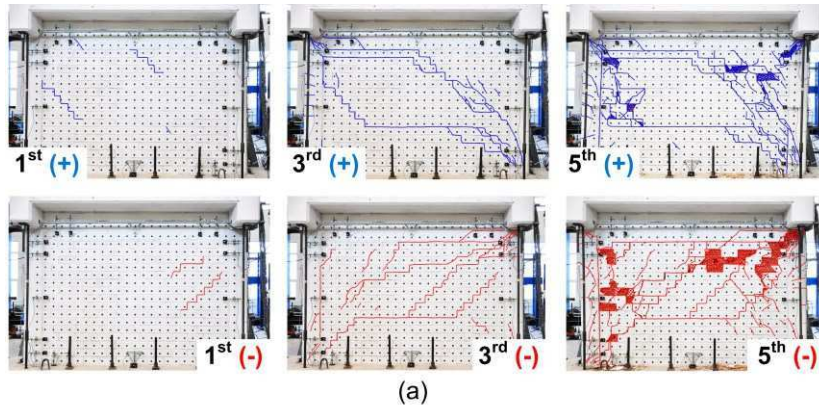 1st (+)
3rd (+)
5th (+)
1st (-)
3rd (-)
5th (-)
(a)